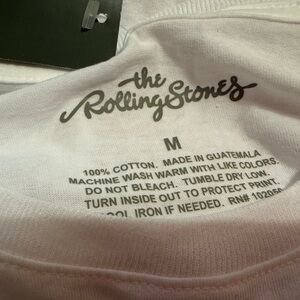 the
Rolling Stones
M
100% COTTON. MADE IN GUATEMALA
MACHINE WASH WARM WITH LIKE COLORS.
DO NOT BLEACH. TUMBLE DRY LOW.
TURN INSIDE OUT TO PROTECT PRINT.
IRON IF NEEDED. RN#